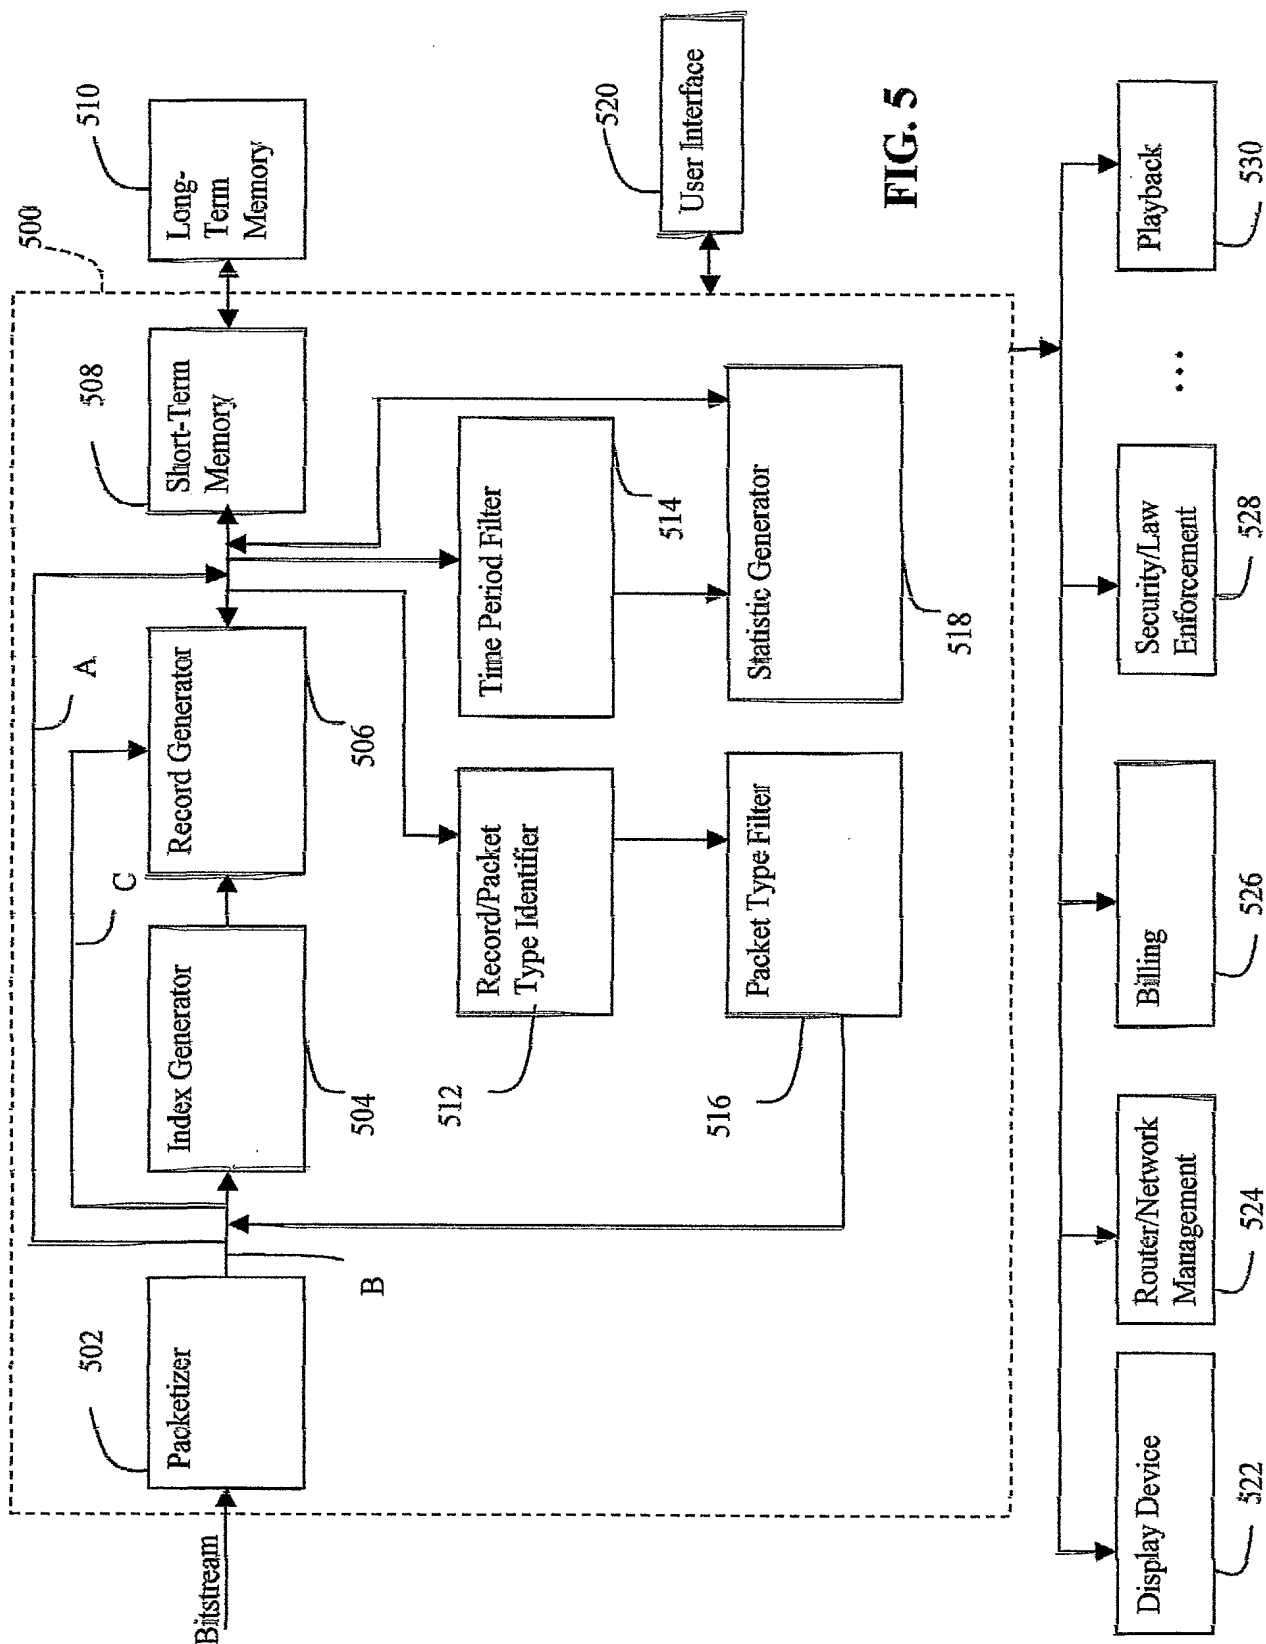 500
Bitstream
Packetizer
502
Index Generator
504
Record Generator
506
Short-Term
Memory
508
Long-
Term
Memory
510
A
C
B
Record/Packet
Type Identifier
512
Time Period Filter
514
Packet Type Filter
516
Statistic Generator
518
User Interface
520
FIG. 5
Display Device
522
Router/Network
Management
524
Billing
526
Security/Law
Enforcement
528
...
Playback
530